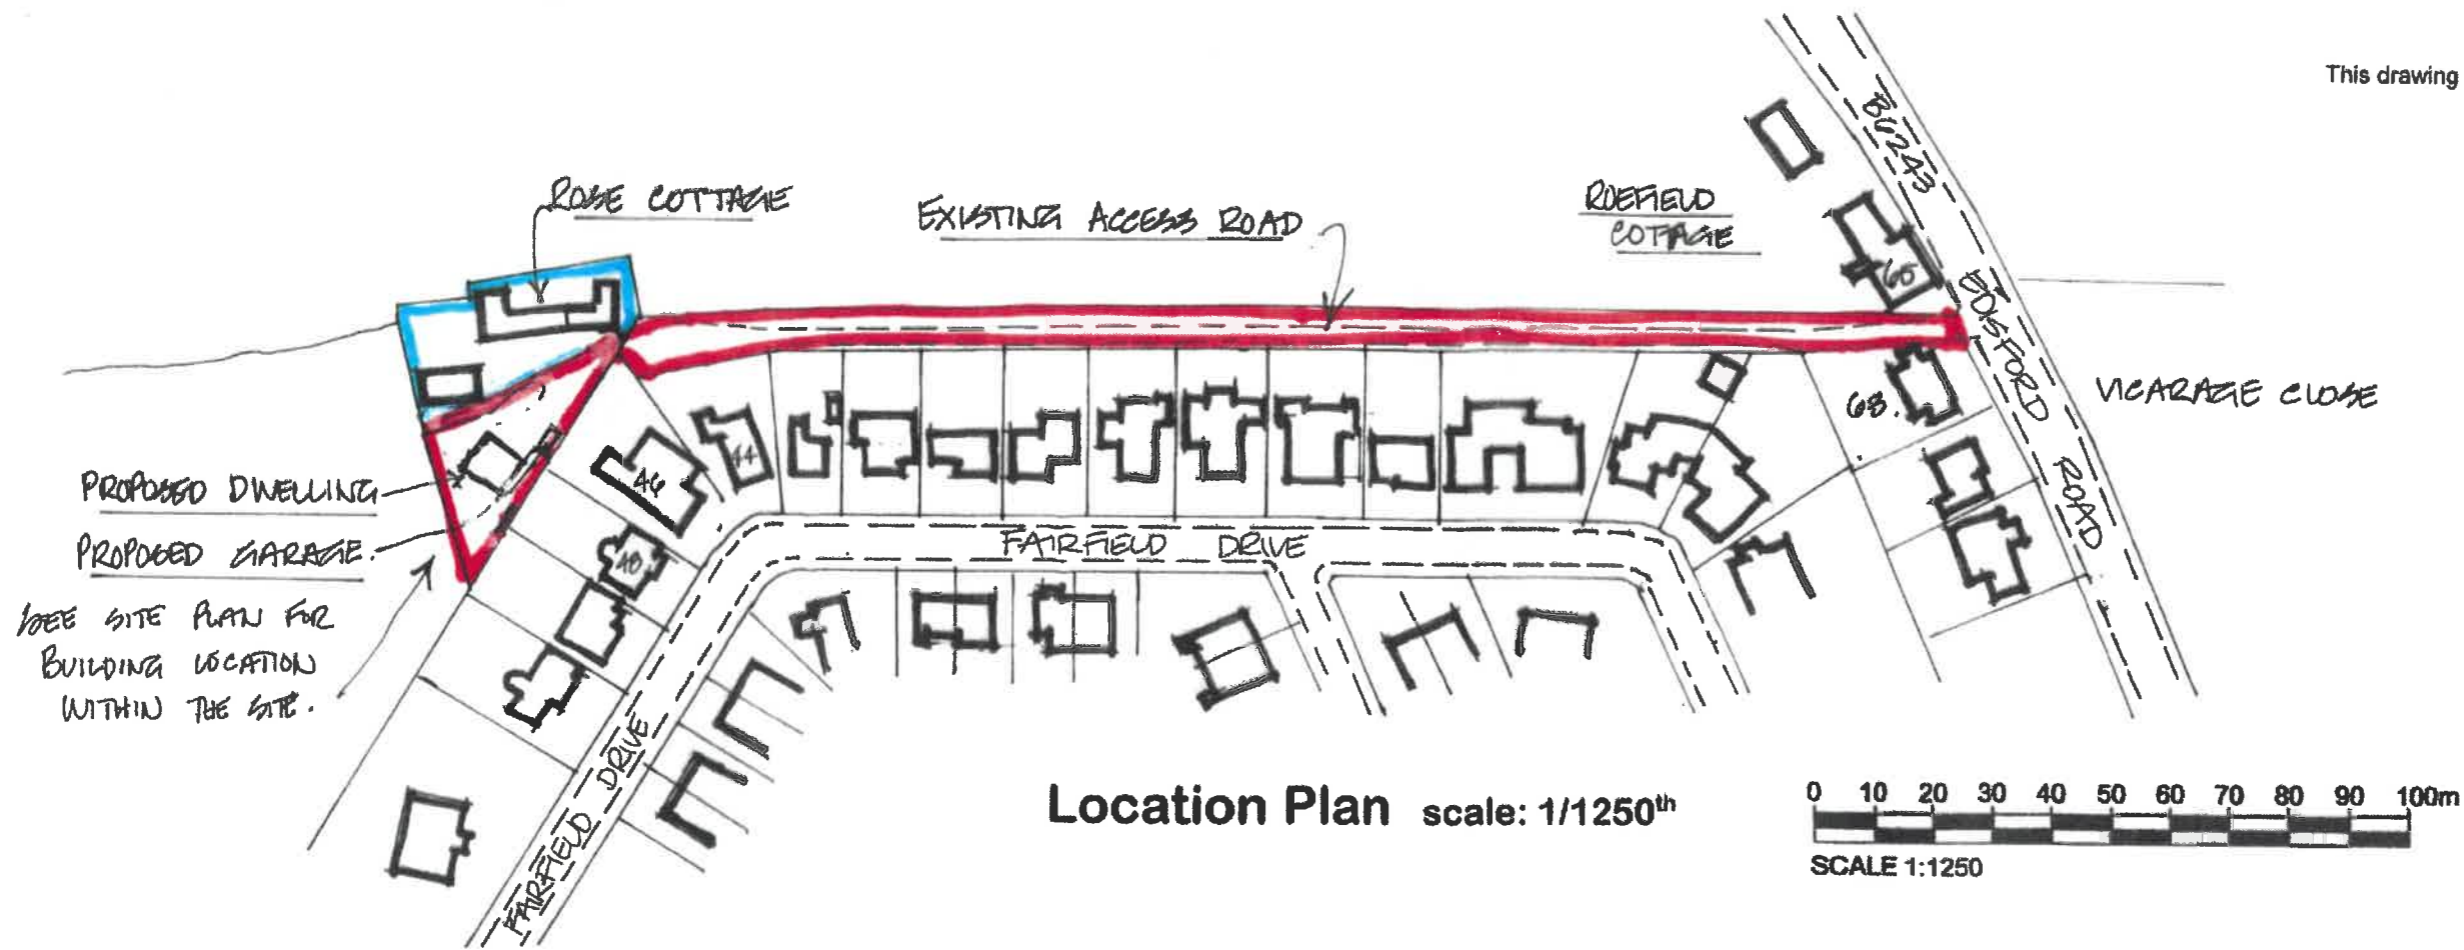 This drawing
B6243
ROSE COTTAGE
EXISTING ACCESS ROAD
ROEFIELD
COTTAGE
65
EDISFORD ROAD
VICARAGE CLOSE
68.
44
46
48
PROPOSED DWELLING
PROPOSED GARAGE.
SEE SITE PLAN FOR
BUILDING LOCATION
WITHIN THE SITE.
FAIRFIELD DRIVE
FAIRFIELD DRIVE
Location Plan scale: 1/1250th
0 10 20 30 40 50 60 70 80 90 100m
SCALE 1:1250